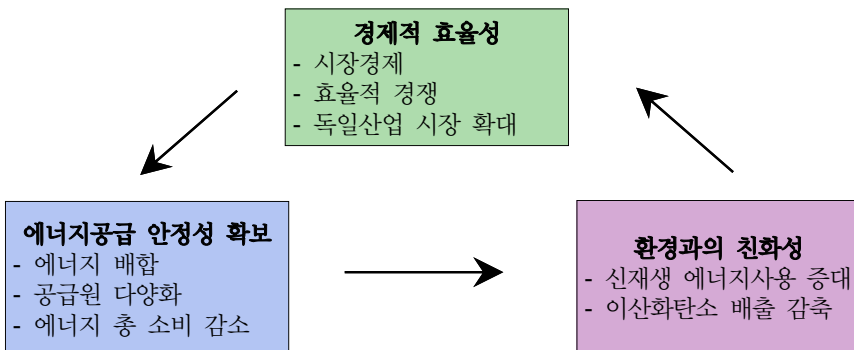 경제적 효율성
- 시장경제
- 효율적 경쟁
- 독일산업 시장 확대
에너지공급 안정성 확보
- 에너지 배합
- 공급원 다양화
- 에너지 총 소비 감소
환경과의 친화성
- 신재생 에너지사용 증대
- 이산화탄소 배출 감축